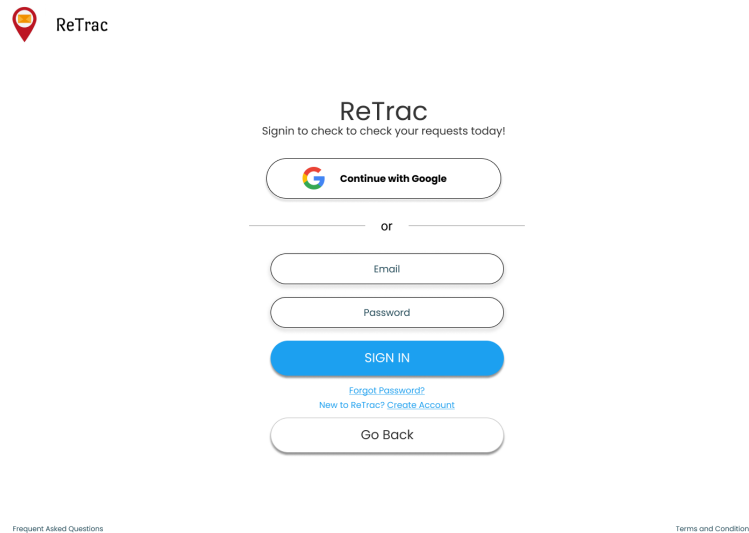 ReTrac
ReTrac
Signin to check to check your requests today!
Continue with Google
or
Email
Password
SIGN IN
Forgot Password?
New to ReTrac? Create Account
Go Back
Frequent Asked Questions
Terms and Condition